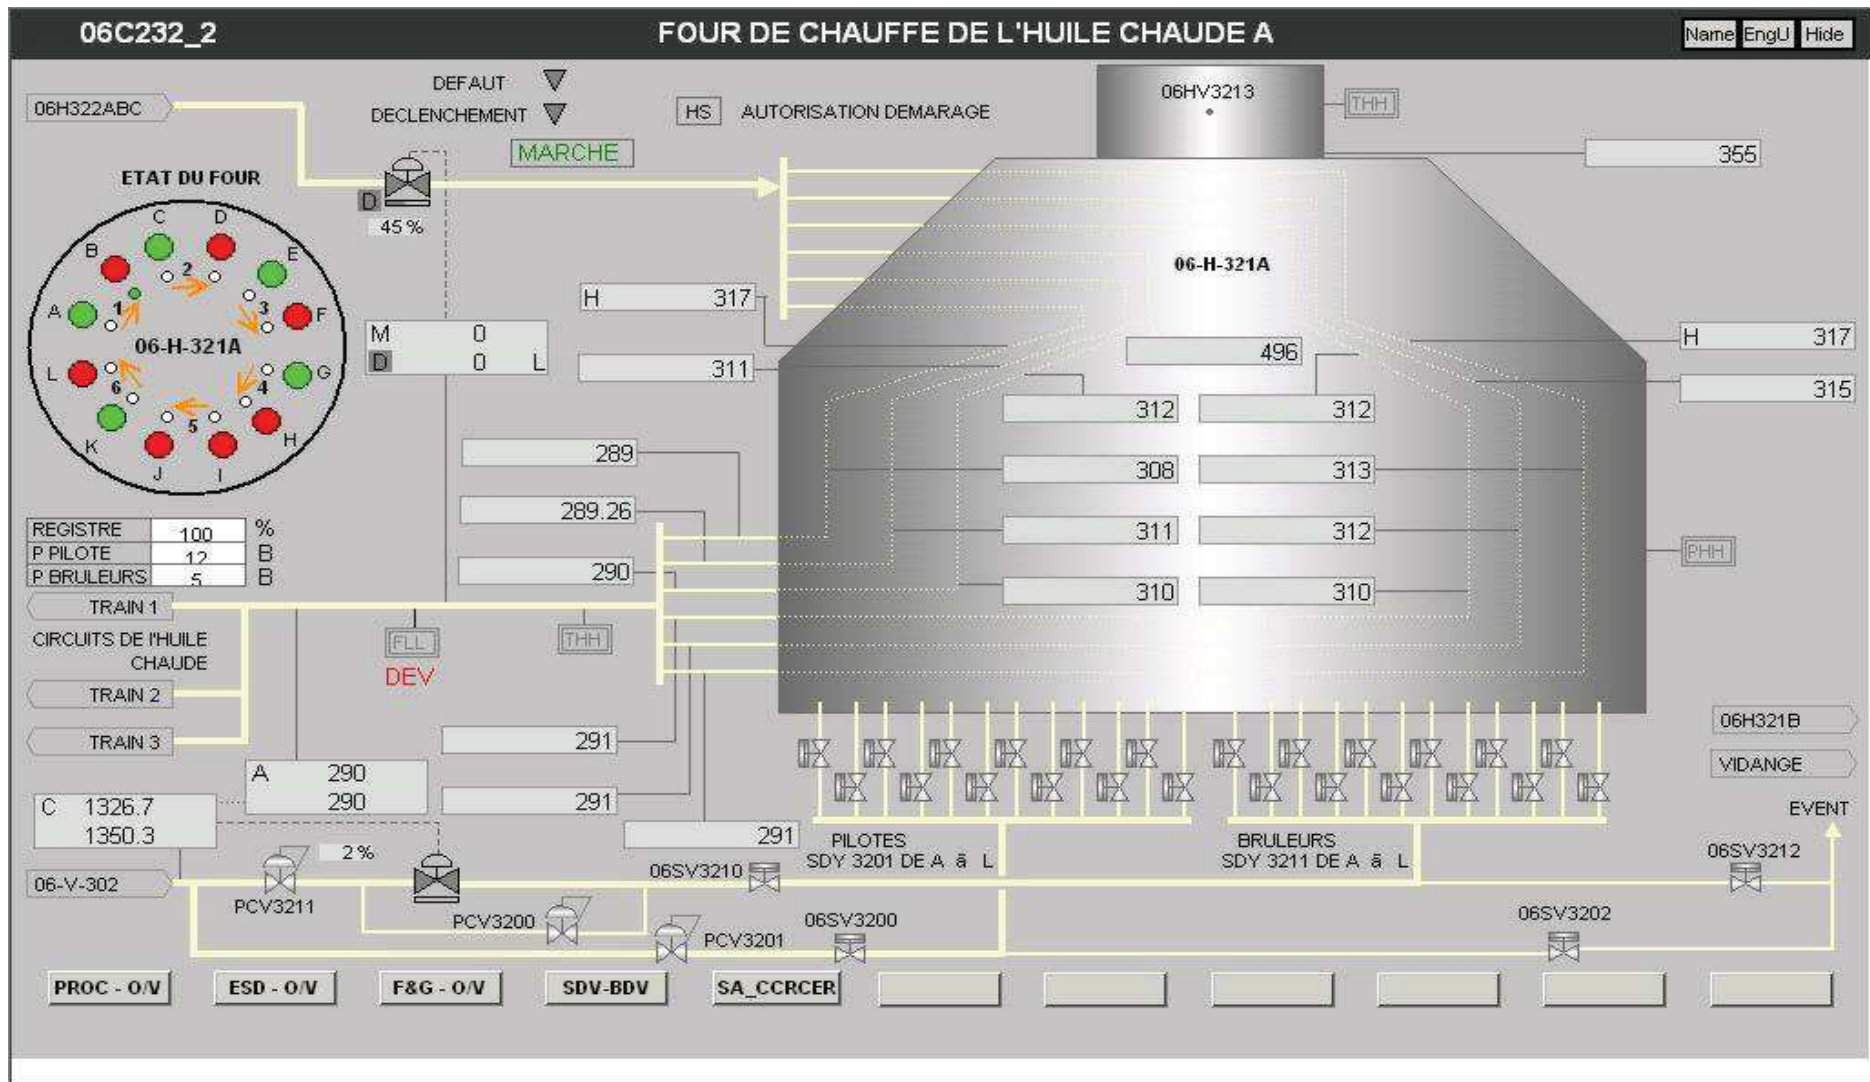 06C232_2
FOUR DE CHAUFFE DE L'HUILE CHAUDE A
Name EngU Hide
06H322ABC
DEFAUT
DECLENCHEMENT
MARCHE
HS AUTORISATION DEMARAGE
06HV3213
THH
355
ETAT DU FOUR
D
45 %
C D
B E
2
A 1 3 F
06-H-321A
L 6 4 G
5
K H
J I
06-H-321A
M 0
D 0 L
H 317
311
496
H 317
315
312 312
308 313
311 312
310 310
289
289.26
290
PHH
REGISTRE 100 %
P PILOTE 12 B
P BRULEURS 5 B
TRAIN 1
CIRCUITS DE l'HUILE
CHAUDE
TRAIN 2
TRAIN 3
FLL
DEV
THH
291
291
291
A 290
290
C 1326.7
1350.3
2 %
06-V-302
PCV3211
PCV3200
PCV3201
06SV3210
06SV3200
PILOTES
SDY 3201 DE A ā L
BRULEURS
SDY 3211 DE A ā L
06H321B
VIDANGE
EVENT
06SV3212
06SV3202
PROC - O/V
ESD - O/V
F&G - O/V
SDV-BDV
SA_CCRCER